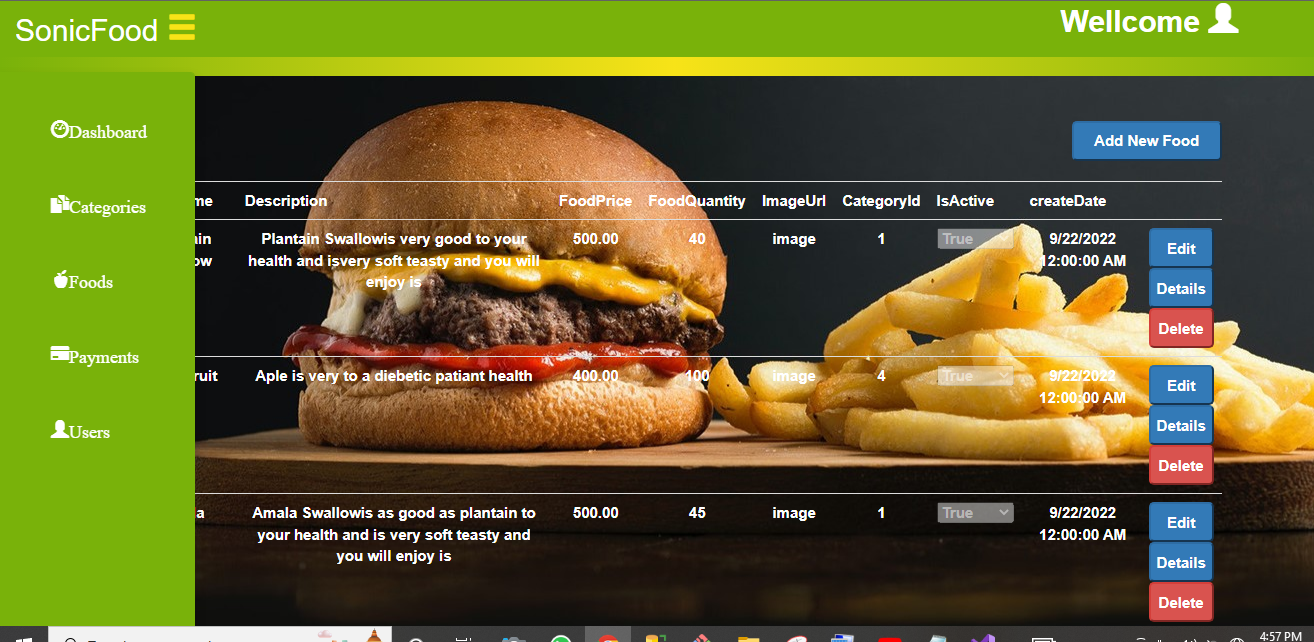 SonicFood
Wellcome
Dashboard
Categories
Foods
Payments
Users
Add New Food
me Description FoodPrice FoodQuantity ImageUrl CategoryId IsActive createDate
ain Plantain Swallowis very good to your 500.00 40 image 1 True 9/22/2022 Edit
ow health and isvery soft teasty and you will 12:00:00 AM
enjoy is
Details
Delete
ruit Aple is very to a diebetic patiant health 400.00 100 image 4 True 9/22/2022 Edit
12:00:00 AM
Details
Delete
la Amala Swallowis as good as plantain to 500.00 45 image 1 True 9/22/2022 Edit
your health and is very soft teasty and 12:00:00 AM
you will enjoy is
Details
Delete
4:57 PM